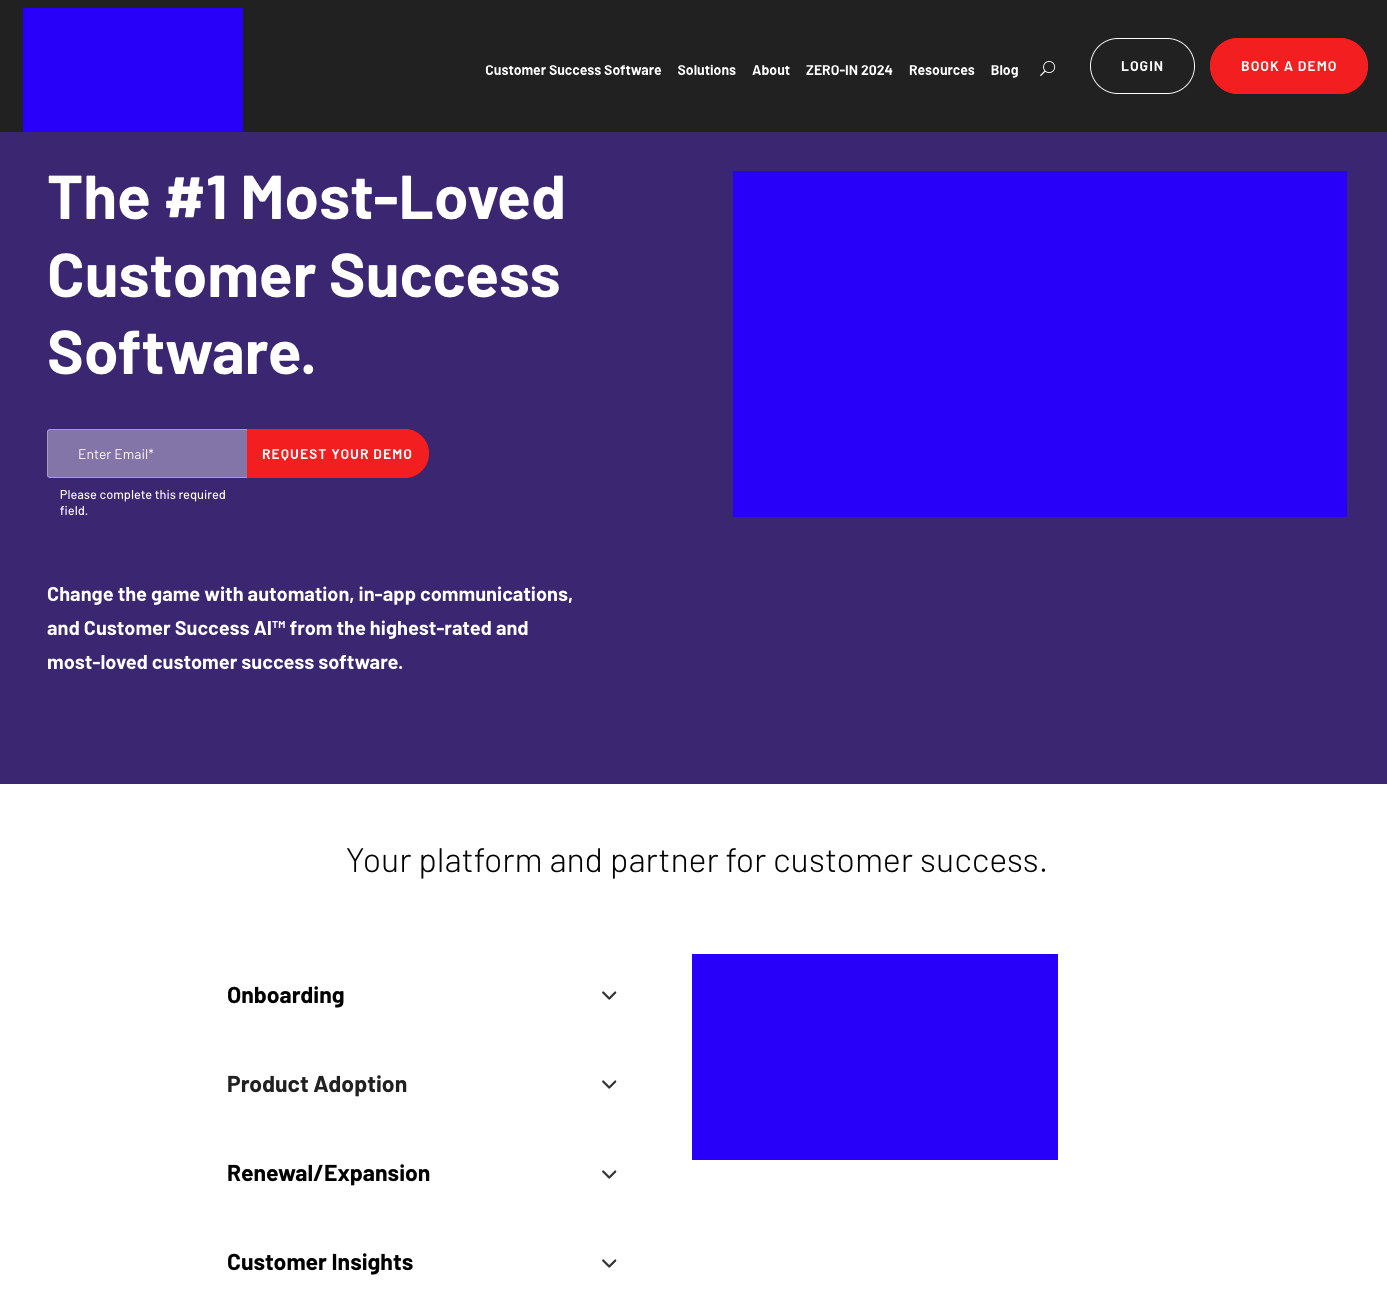 Customer Success Software Solutions About ZERO-IN 2024 Resources Blog LOGIN BOOK A DEMO
The #1 Most-Loved
Customer Success
Software.
Enter Email* REQUEST YOUR DEMO
Please complete this required
field.
Change the game with automation, in-app communications,
and Customer Success AI™ from the highest-rated and
most-loved customer success software.
Your platform and partner for customer success.
Onboarding
Product Adoption
Renewal/Expansion
Customer Insights